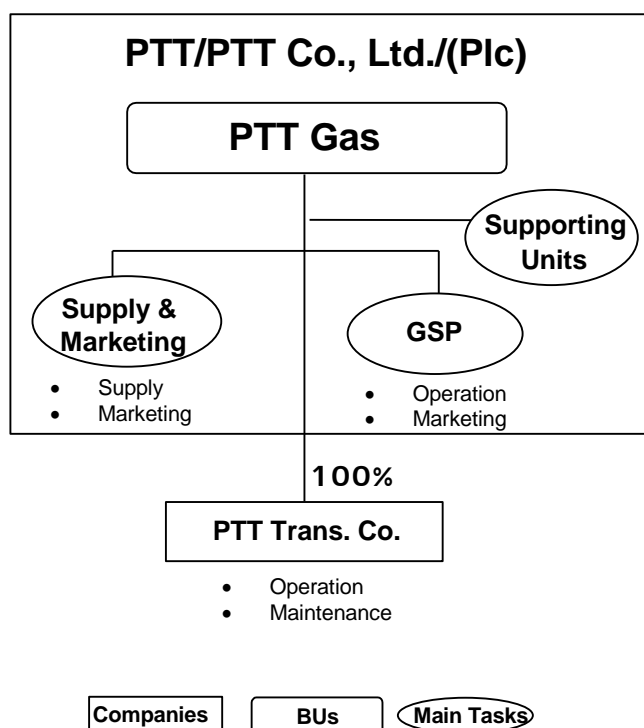 PTT/PTT Co., Ltd./(Plc)
PTT Gas
Supporting
Units
Supply &
Marketing
GSP
• Supply
• Marketing
• Operation
• Marketing
100%
PTT Trans. Co.
• Operation
• Maintenance
Companies
BUs
Main Tasks